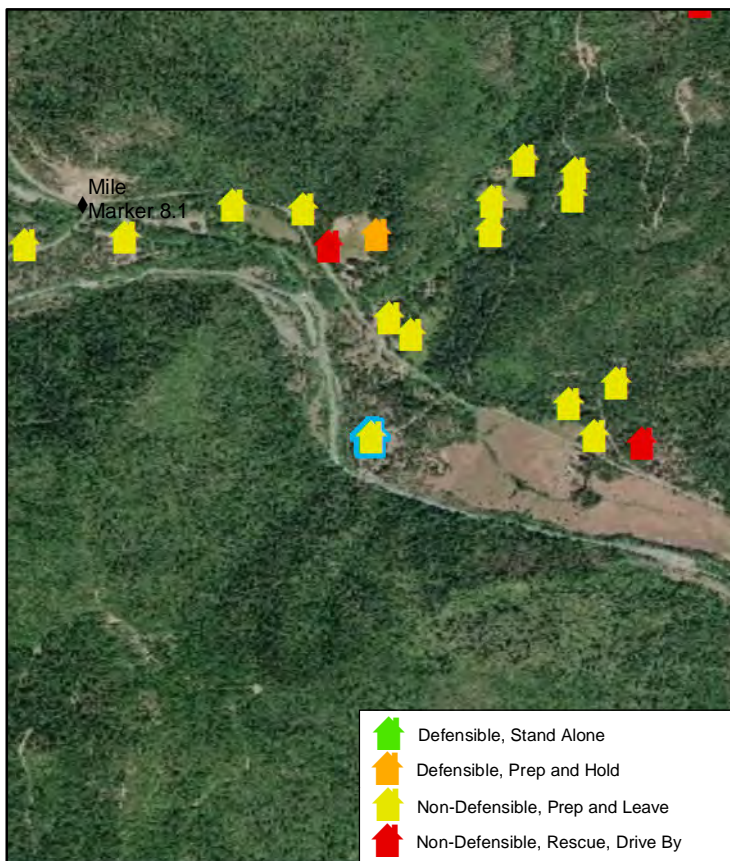 Mile
Marker 8.1
Defensible, Stand Alone
Defensible, Prep and Hold
Non-Defensible, Prep and Leave
Non-Defensible, Rescue, Drive By